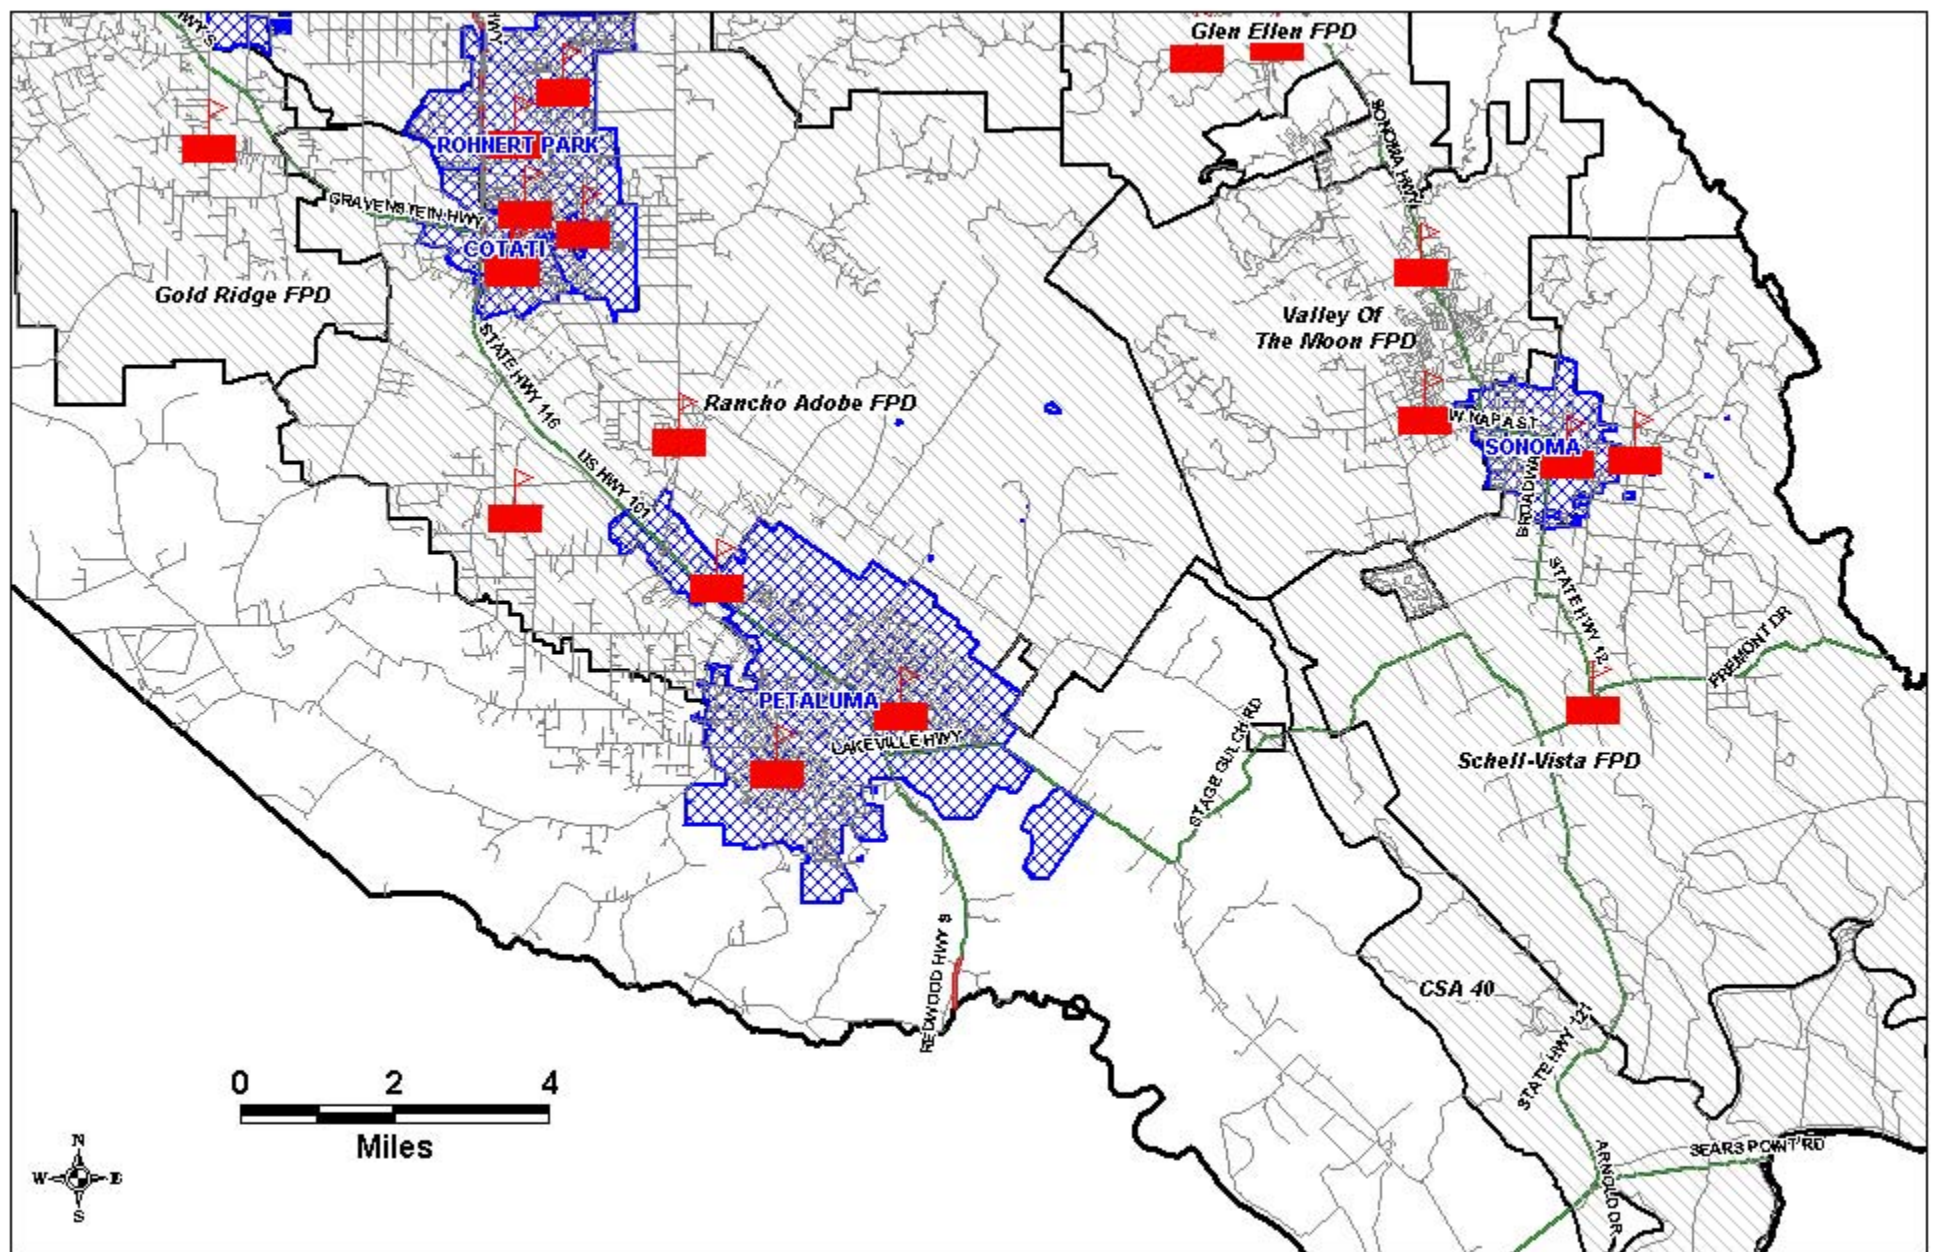 HWY S
HWY
Glen Ellen FPD
SONOMA HWY
ROHNERT PARK
GRAVENSTEIN HWY
COTATI
Gold Ridge FPD
Valley Of
The Moon FPD
STATE HWY 116
Rancho Adobe FPD
W NAPA ST
SONOMA
US HWY 101
BROADWAY
STATE HWY 12
FREMONT DR
PETALUMA
LAKEVILLE HWY
STAGE GULCH RD
Schell-Vista FPD
REDWOOD HWY S
CSA 40
STATE HWY 121
0 2 4
Miles
ARNOLD DR
SEARS POINT RD
N
W E
S